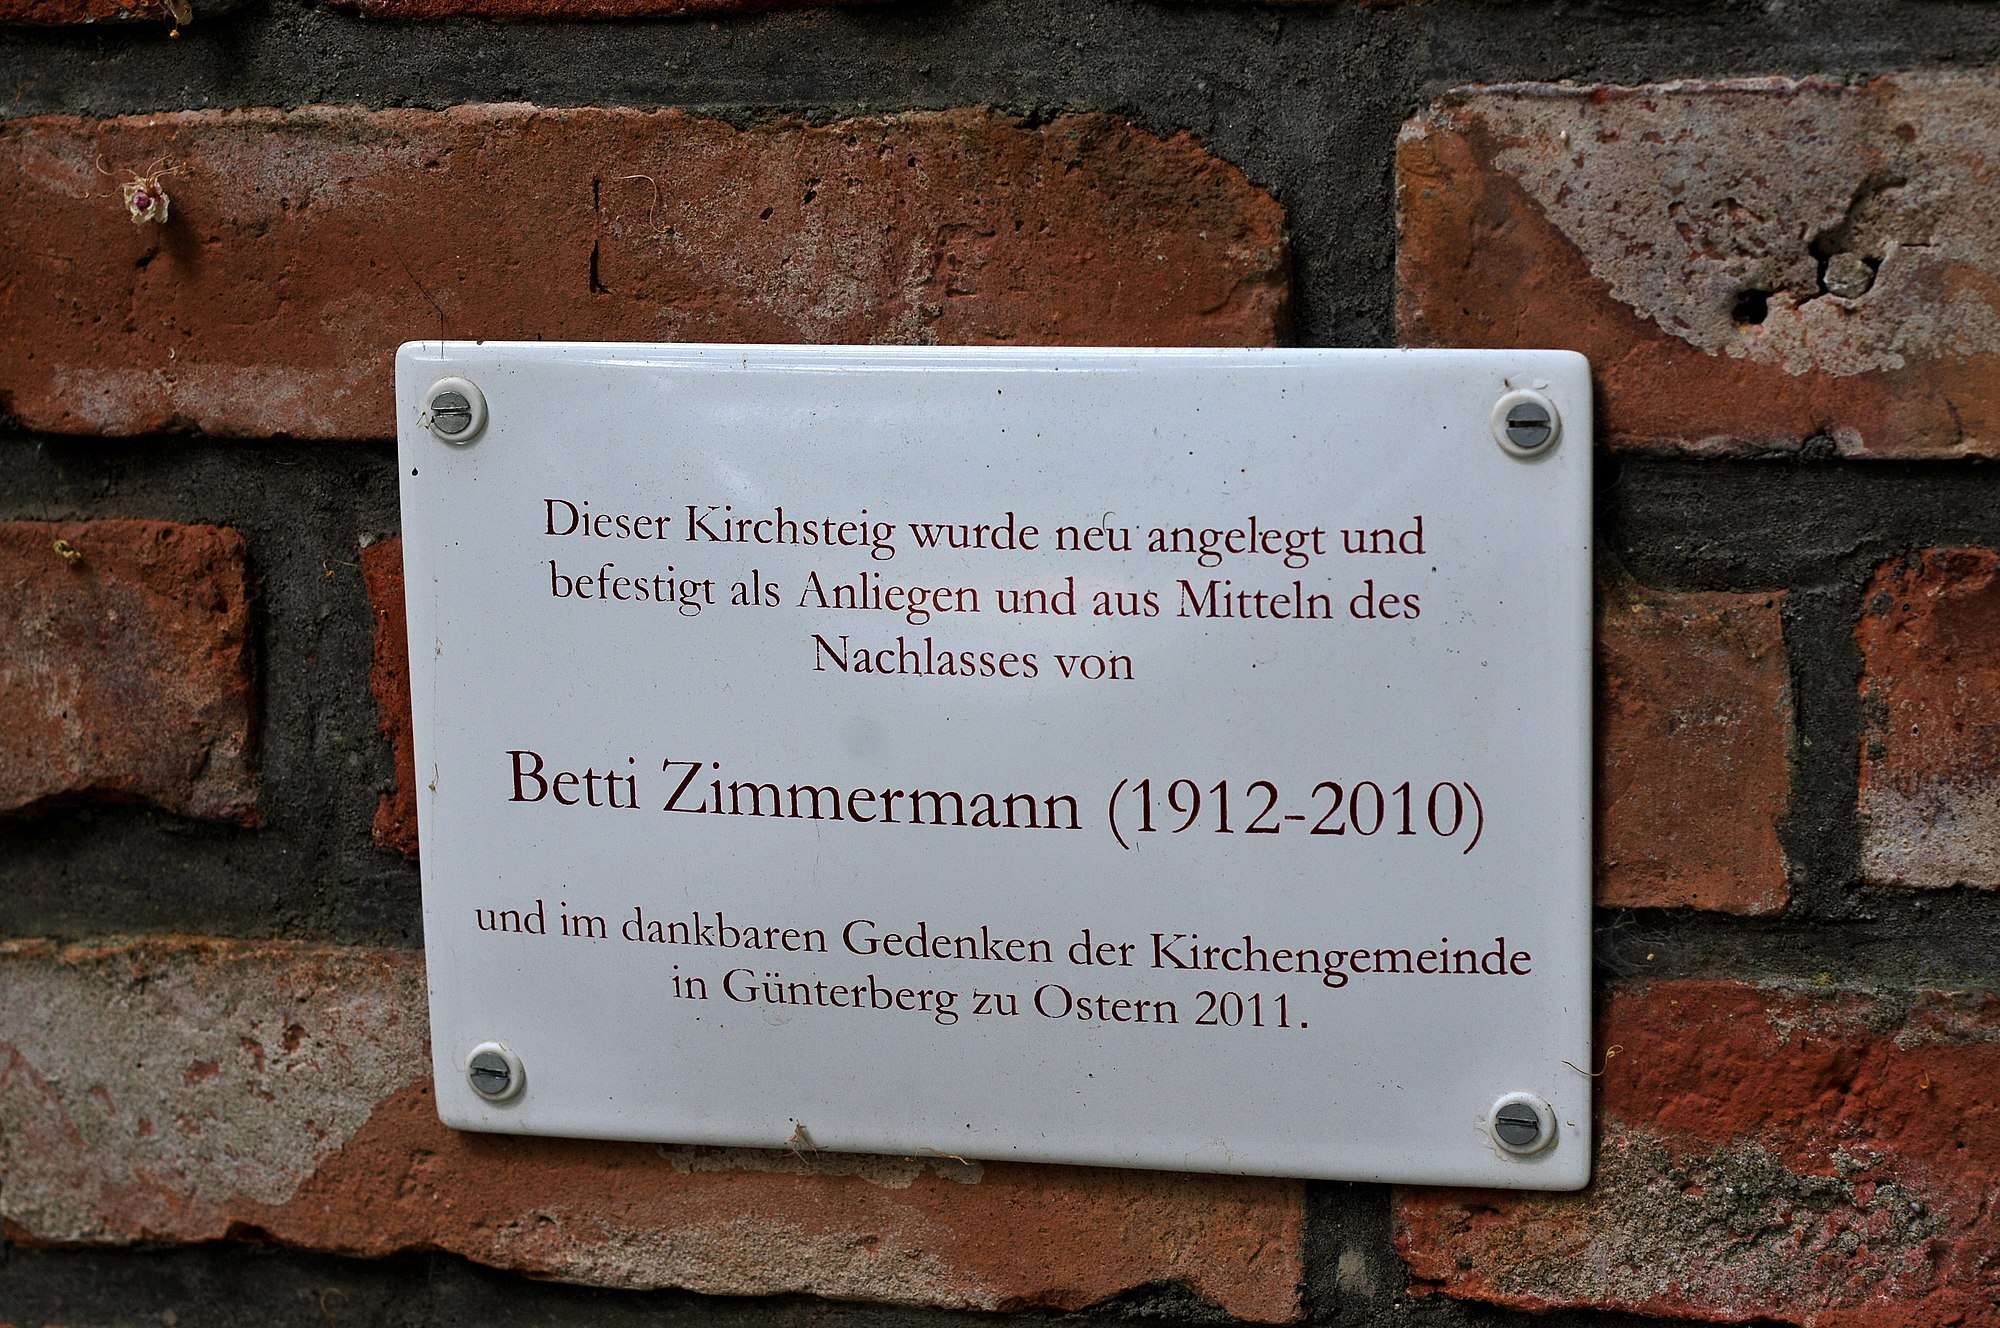 Dieser Kirchsteig wurde neu angelegt und
befestigt als Anliegen und aus Mitteln des
Nachlasses von
Betti Zimmermann (1912-2010)
und im dankbaren Gedenken der Kirchengemeinde
in Günterberg zu Ostern 2011.